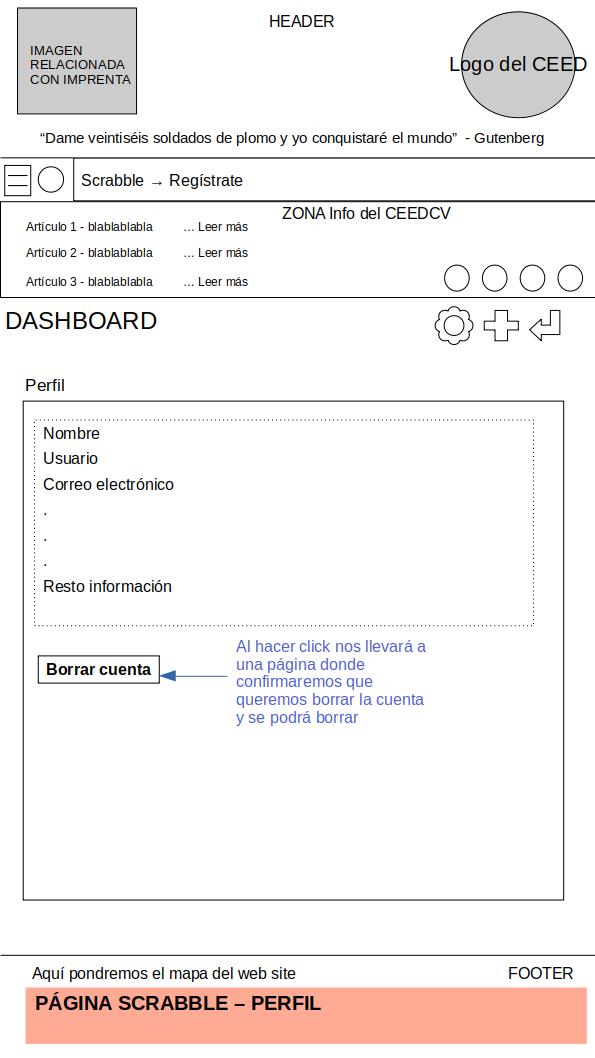 HEADER
IMAGEN
RELACIONADA
CON IMPRENTA
Logo del CEED
“Dame veintiséis soldados de plomo y yo conquistaré el mundo” - Gutenberg
Scrabble → Regístrate
ZONA Info del CEEDCV
Artículo 1 - blablablabla ... Leer más
Artículo 2 - blablablabla ... Leer más
Artículo 3 - blablablabla ... Leer más
DASHBOARD
Perfil
Nombre
Usuario
Correo electrónico
.
.
.
Resto información
Borrar cuenta
Al hacer click nos llevará a
una página donde
confirmaremos que
queremos borrar la cuenta
y se podrá borrar
Aquí pondremos el mapa del web site
FOOTER
PÁGINA SCRABBLE – PERFIL